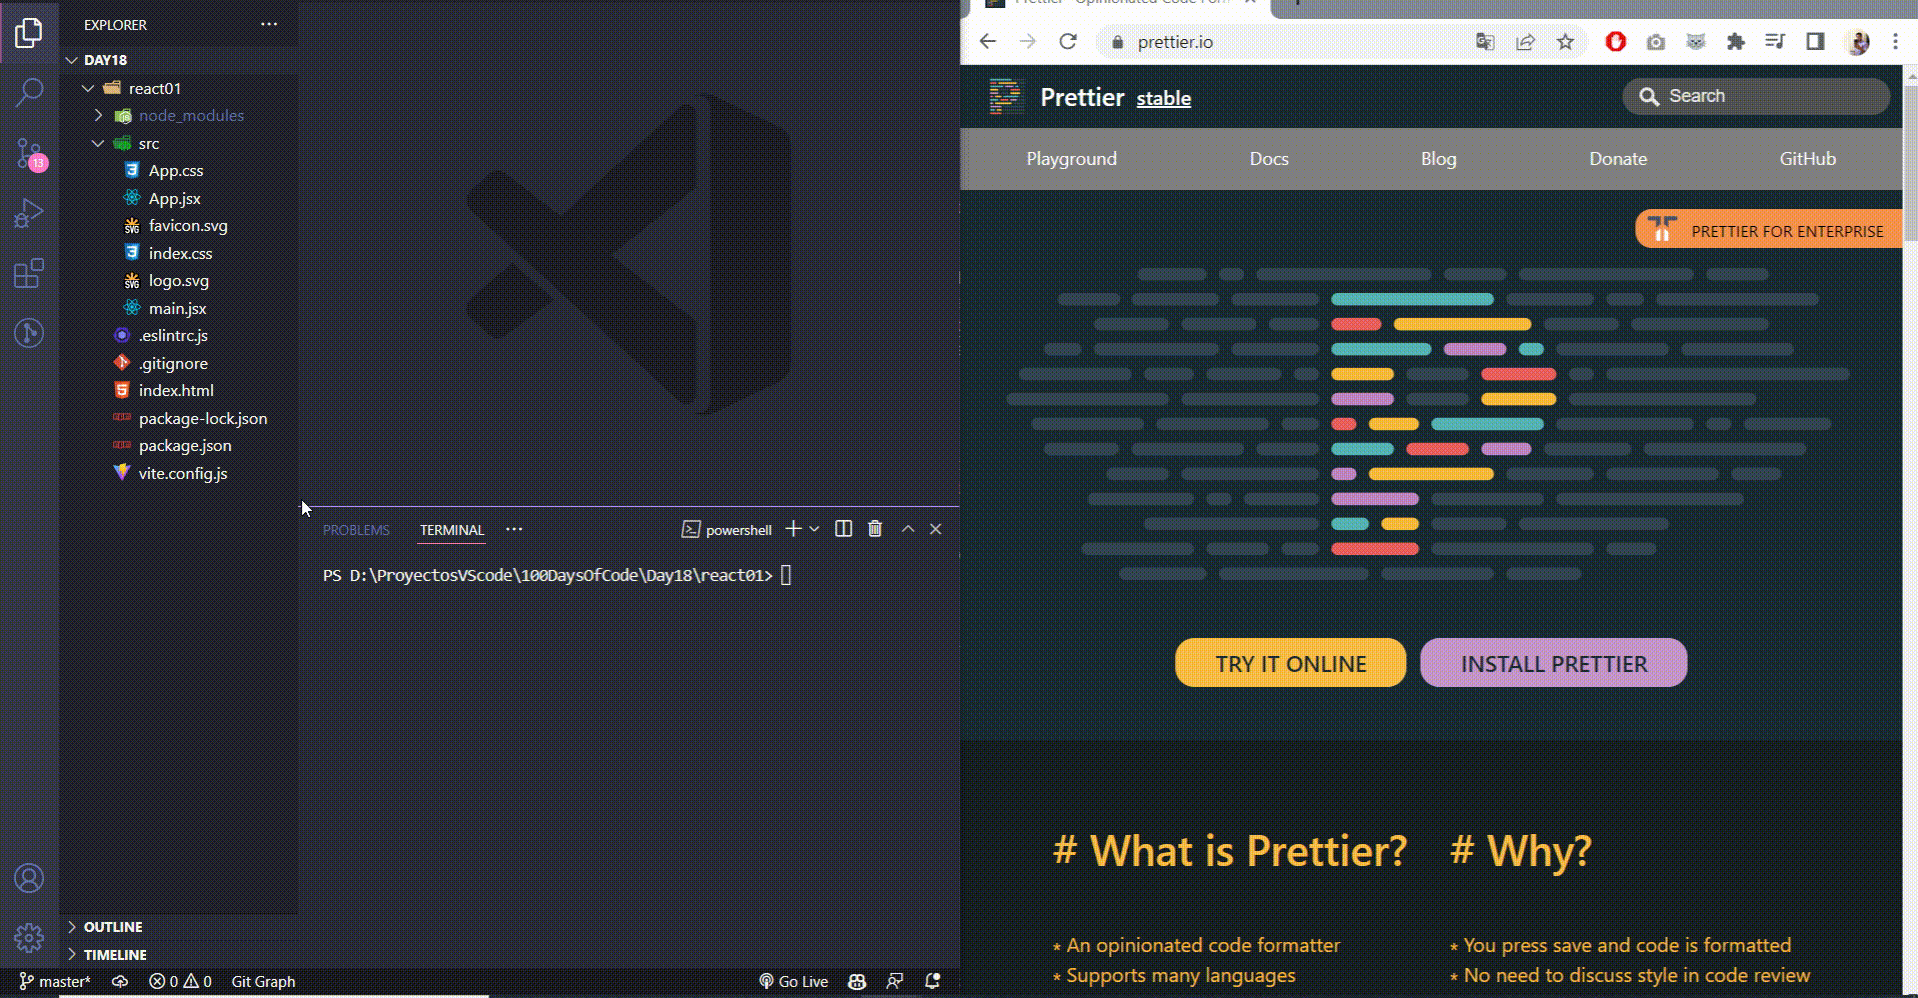 EXPLORER
DAY18
react01
node_modules
src
App.css
App.jsx
favicon.svg
index.css
logo.svg
main.jsx
.eslintrc.js
.gitignore
index.html
package-lock.json
package.json
vite.config.js
OUTLINE
TIMELINE
13
PROBLEMS
TERMINAL
powershell
PS D:\ProyectosVScode\100DaysOfCode\Day18\react01>
master*
0
0
Git Graph
Go Live
prettier.io
Prettier stable
Search
Playground
Docs
Blog
Donate
GitHub
PRETTIER FOR ENTERPRISE
TRY IT ONLINE
INSTALL PRETTIER
# What is Prettier?
* An opinionated code formatter
* Supports many languages
# Why?
* You press save and code is formatted
* No need to discuss style in code review